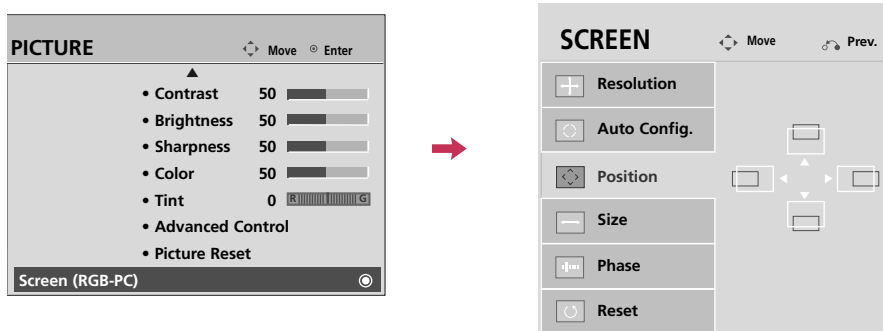 PICTURE Move Enter
• Contrast 50
• Brightness 50
• Sharpness 50
• Color 50
• Tint 0 R G
• Advanced Control
• Picture Reset
Screen (RGB-PC)
SCREEN Move Prev.
Resolution
Auto Config.
Position
Size
Phase
Reset